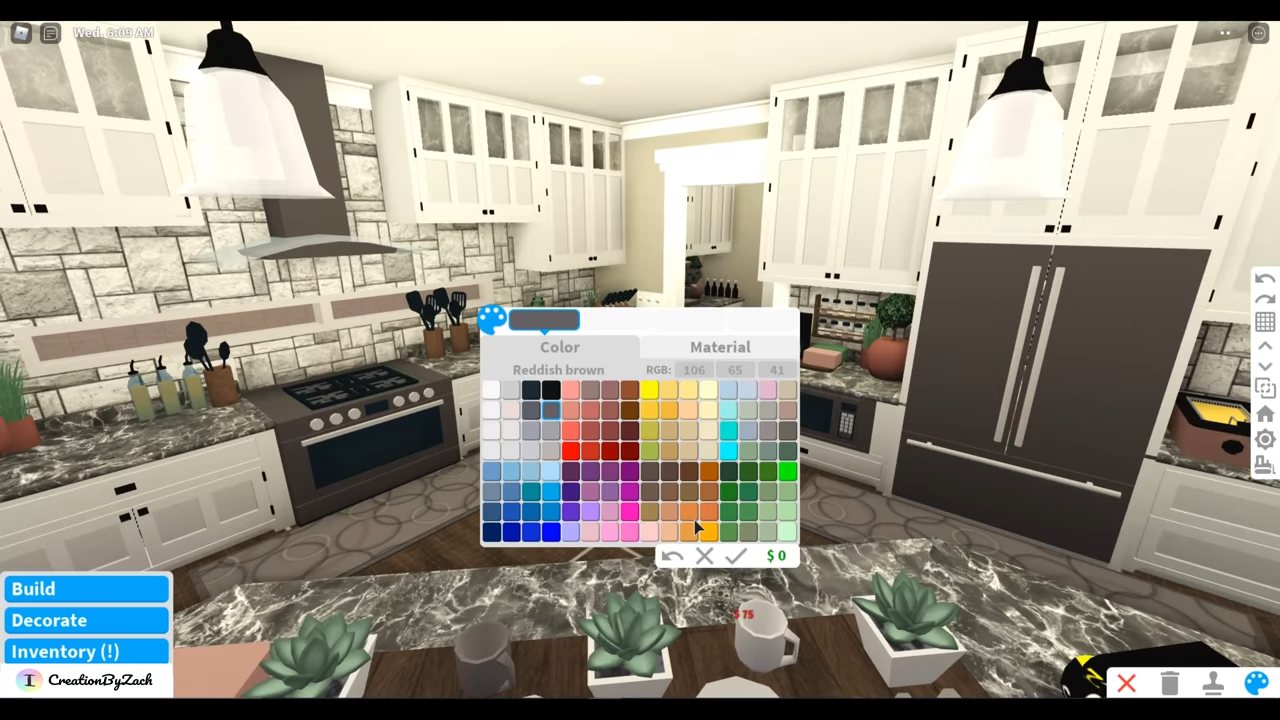 Wed. 6:09 AM
Color
Material
Reddish brown
RGB: 106 65 41
$ 0
$ 75
Build
Decorate
Inventory (!)
I CreationByZach